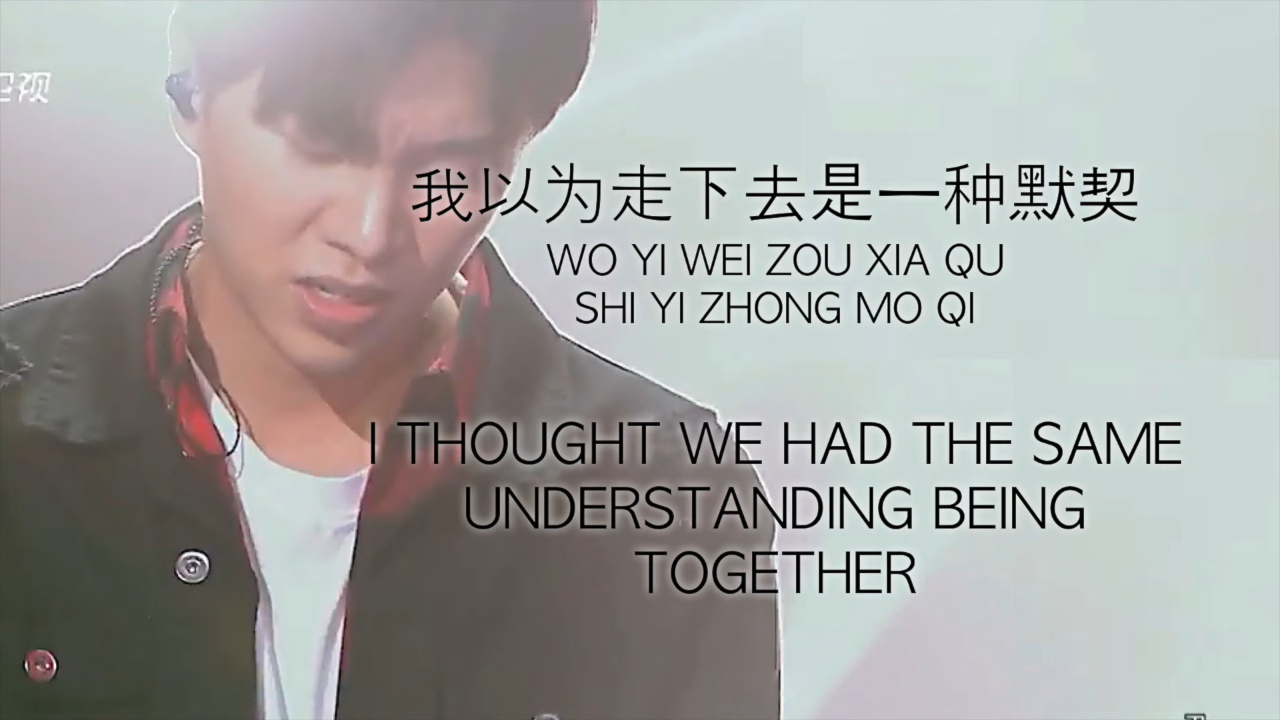 我以为走下去是一种默契
WO YI WEI ZOU XIA QU
SHI YI ZHONG MO QI
I THOUGHT WE HAD THE SAME
UNDERSTANDING BEING
TOGETHER